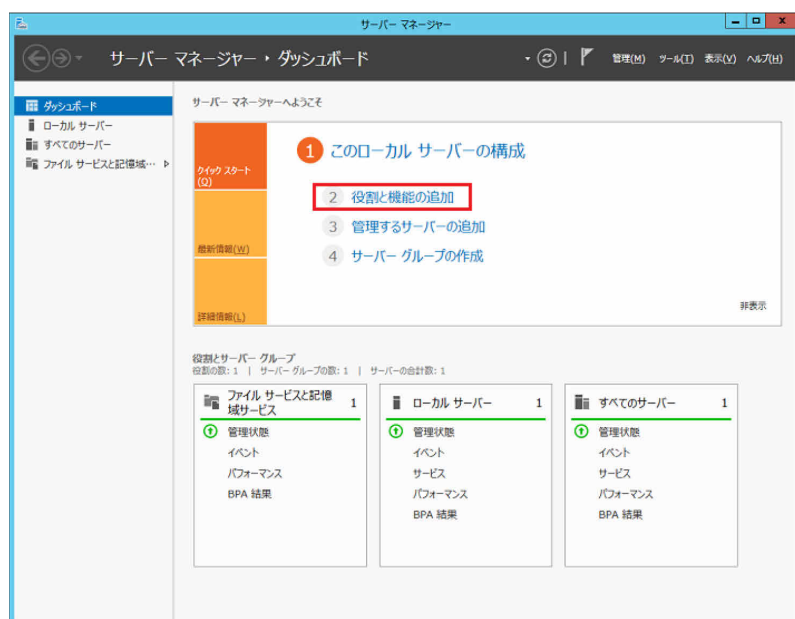 サーバー マネージャー
サーバー マネージャー ・ ダッシュボード
管理(M) ツール(T) 表示(V) ヘルプ(H)
ダッシュボード
ローカル サーバー
すべてのサーバー
ファイル サービスと記憶域…
サーバー マネージャーへようこそ
クイック スタート
(Q)
最新情報(W)
詳細情報(L)
1 このローカル サーバーの構成
2 役割と機能の追加
3 管理するサーバーの追加
4 サーバー グループの作成
非表示
役割とサーバー グループ
役割の数: 1 | サーバー グループの数: 1 | サーバーの合計数: 1
ファイル サービスと記憶
域サービス 1
管理状態
イベント
パフォーマンス
BPA 結果
ローカル サーバー 1
管理状態
イベント
サービス
パフォーマンス
BPA 結果
すべてのサーバー 1
管理状態
イベント
サービス
パフォーマンス
BPA 結果